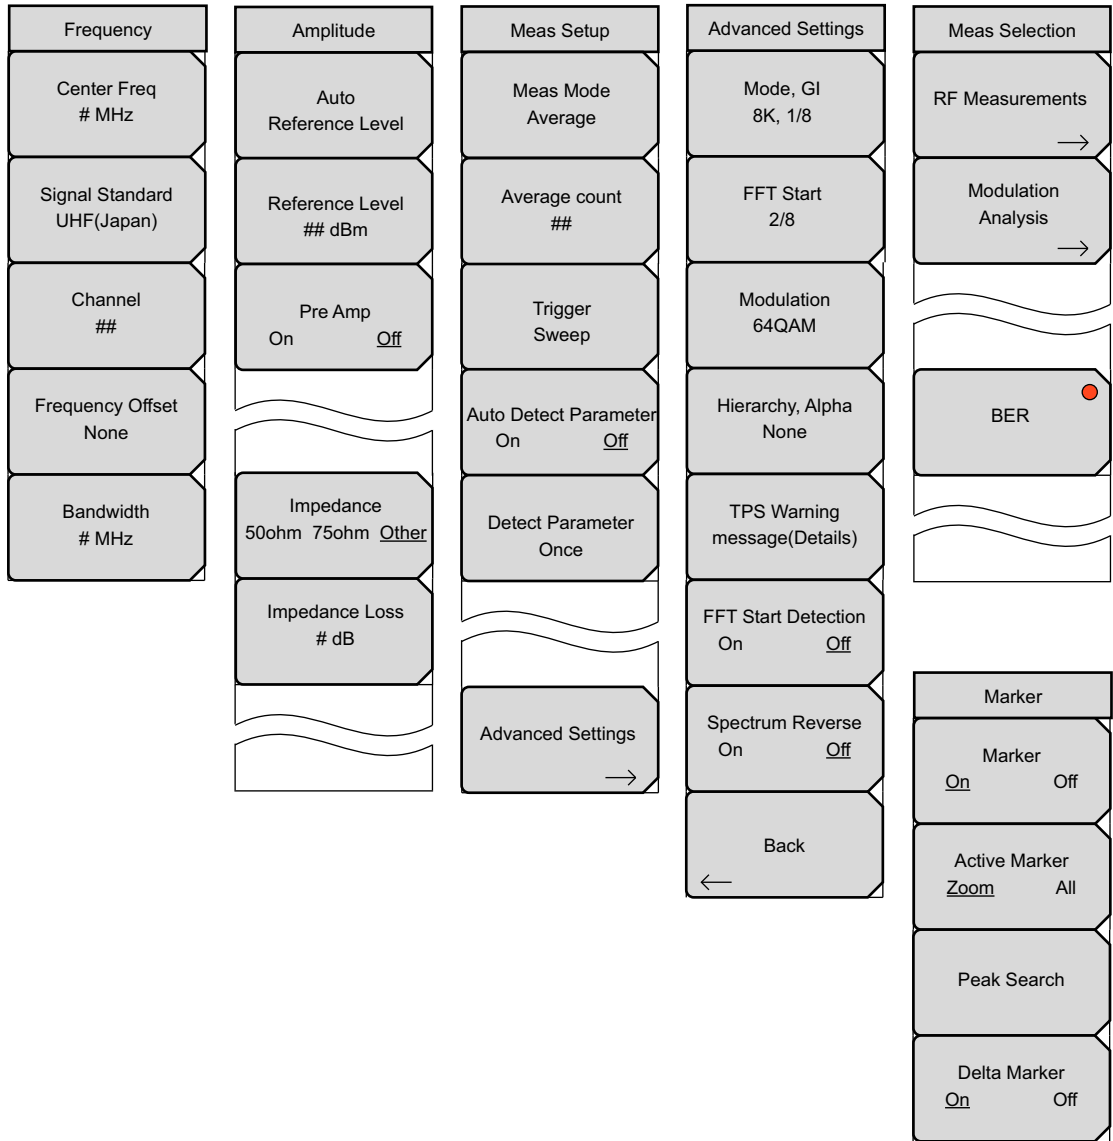 Frequency
Center Freq
# MHz
Signal Standard
UHF(Japan)
Channel
##
Frequency Offset
None
Bandwidth
# MHz
Amplitude
Auto
Reference Level
Reference Level
## dBm
Pre Amp
On Off
Impedance
50ohm 75ohm Other
Impedance Loss
# dB
Meas Setup
Meas Mode
Average
Average count
##
Trigger
Sweep
Auto Detect Parameter
On Off
Detect Parameter
Once
Advanced Settings
→
Advanced Settings
Mode, GI
8K, 1/8
FFT Start
2/8
Modulation
64QAM
Hierarchy, Alpha
None
TPS Warning
message(Details)
FFT Start Detection
On Off
Spectrum Reverse
On Off
Back
←
Meas Selection
RF Measurements
→
Modulation
Analysis
→
BER
Marker
Marker
On Off
Active Marker
Zoom All
Peak Search
Delta Marker
On Off